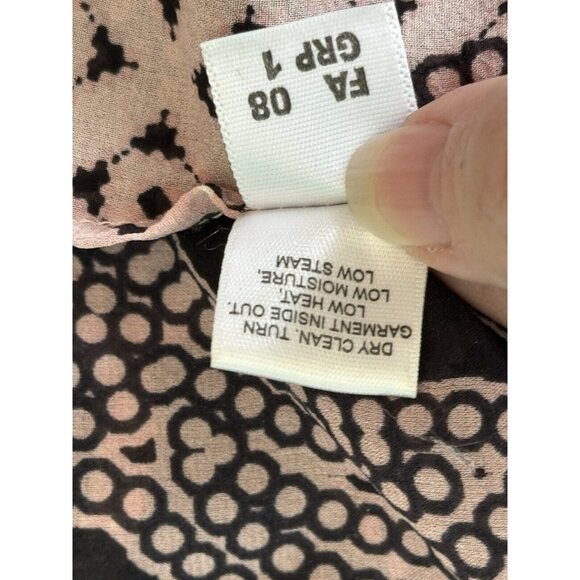 FA 08
GRP 1
DRY CLEAN. TURN
GARMENT INSIDE OUT.
LOW HEAT,
LOW MOISTURE,
LOW STEAM